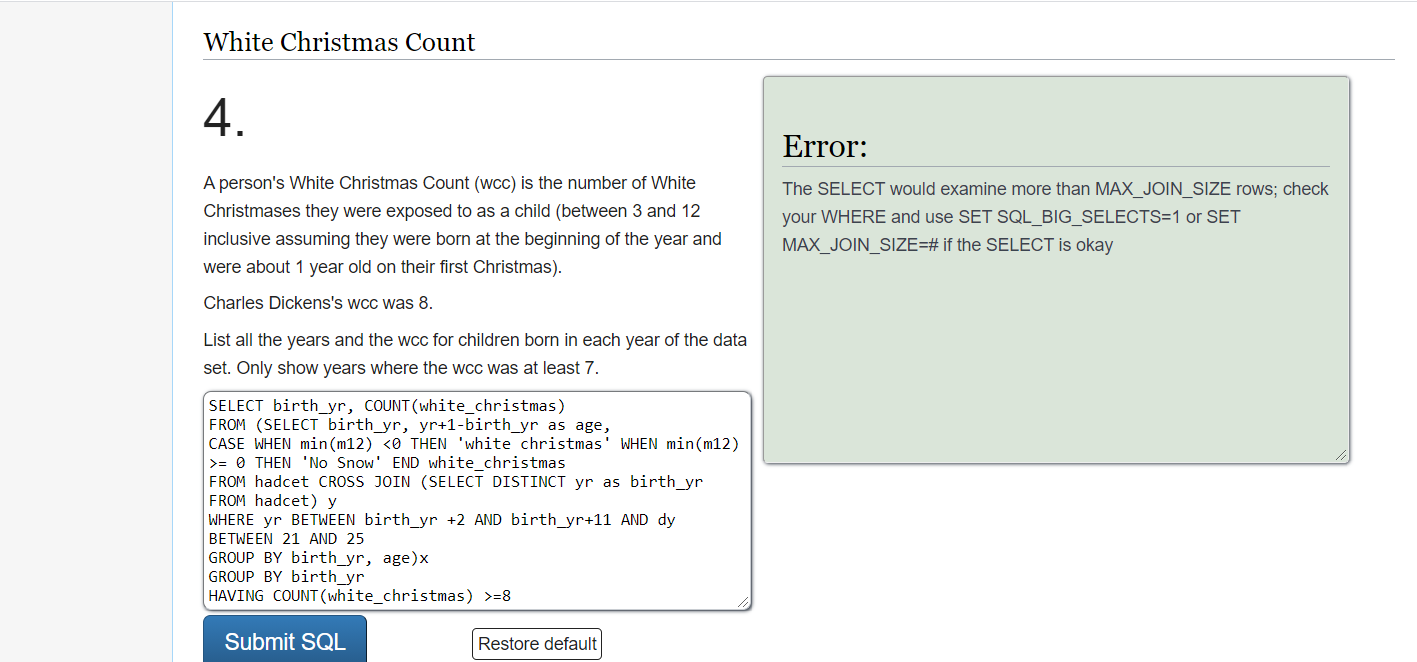 White Christmas Count
4.
A person's White Christmas Count (wcc) is the number of White
Christmases they were exposed to as a child (between 3 and 12
inclusive assuming they were born at the beginning of the year and
were about 1 year old on their first Christmas).
Charles Dickens's wcc was 8.
List all the years and the wcc for children born in each year of the data
set. Only show years where the wcc was at least 7.
SELECT birth_yr, COUNT(white_christmas)
FROM (SELECT birth_yr, yr+1-birth_yr as age,
CASE WHEN min(m12) <0 THEN 'white christmas' WHEN min(m12)
>= 0 THEN 'No Snow' END white_christmas
FROM hadcet CROSS JOIN (SELECT DISTINCT yr as birth_yr
FROM hadcet) y
WHERE yr BETWEEN birth_yr +2 AND birth_yr+11 AND dy
BETWEEN 21 AND 25
GROUP BY birth_yr, age)x
GROUP BY birth_yr
HAVING COUNT(white_christmas) >=8
Submit SQL
Restore default
Error:
The SELECT would examine more than MAX_JOIN_SIZE rows; check
your WHERE and use SET SQL_BIG_SELECTS=1 or SET
MAX_JOIN_SIZE=# if the SELECT is okay